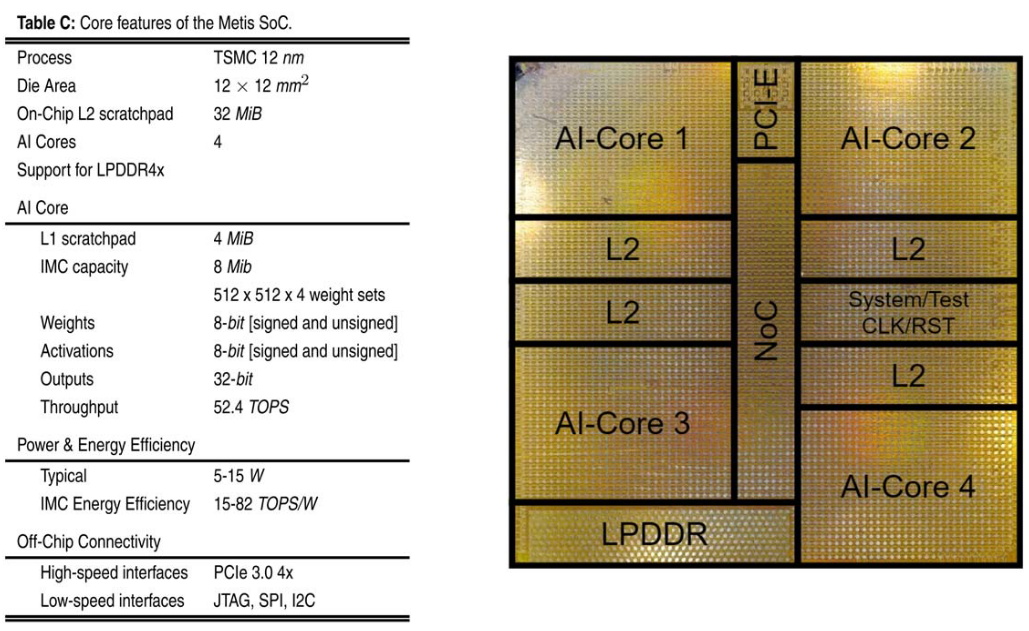 Table C: Core features of the Metis SoC.
Process TSMC 12 nm
Die Area 12 × 12 mm²
On-Chip L2 scratchpad 32 MiB
AI Cores 4
Support for LPDDR4x
AI Core
L1 scratchpad 4 MiB
IMC capacity 8 Mib
512 x 512 x 4 weight sets
Weights 8-bit [signed and unsigned]
Activations 8-bit [signed and unsigned]
Outputs 32-bit
Throughput 52.4 TOPS
Power & Energy Efficiency
Typical 5-15 W
IMC Energy Efficiency 15-82 TOPS/W
Off-Chip Connectivity
High-speed interfaces PCIe 3.0 4x
Low-speed interfaces JTAG, SPI, I2C
AI-Core 1
PCI-E
AI-Core 2
L2
L2
L2
System/Test
CLK/RST
NoC
L2
AI-Core 3
AI-Core 4
LPDDR